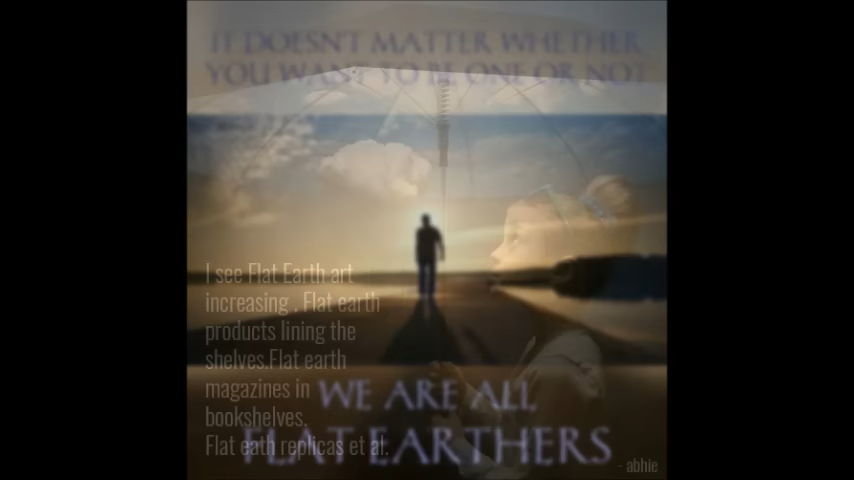 IT DOESN'T MATTER WHETHER
YOU WANT TO BE ONE OR NOT
I see Flat Earth art
increasing . Flat earth
products lining the
shelves.Flat earth
magazines in
bookshelves.
Flat eath replicas et al.
WE ARE ALL
FLAT EARTHERS
- abhie